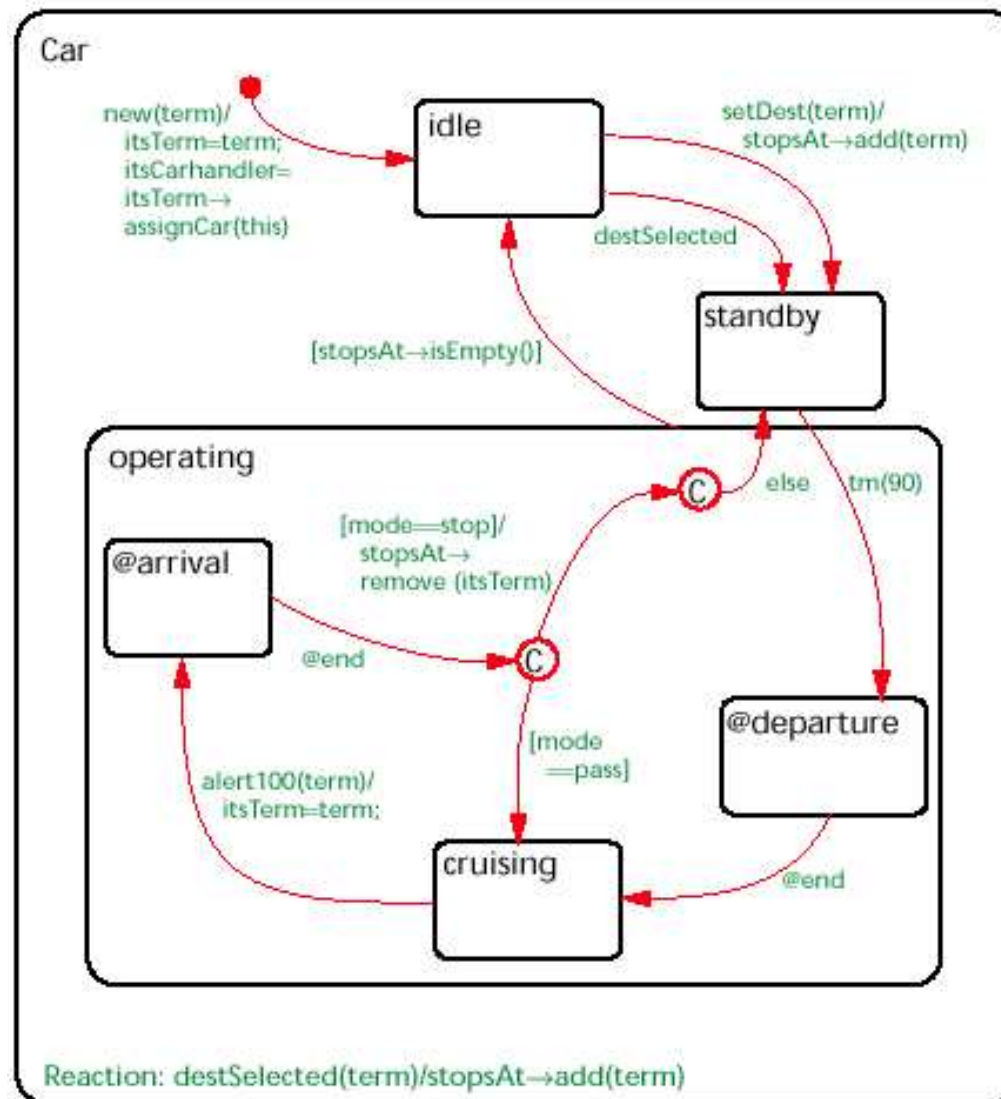 Car
new(term)/
itsTerm=term;
itsCarhandler=
itsTerm→
assignCar(this)
idle
setDest(term)/
stopsAt→add(term)
destSelected
standby
[stopsAt→isEmpty()]
operating
C
else
tm(90)
[mode==stop]/
stopsAt→
remove (itsTerm)
@arrival
@end
C
@departure
[mode
==pass]
alert100(term)/
itsTerm=term;
cruising
@end
Reaction: destSelected(term)/stopsAt→add(term)